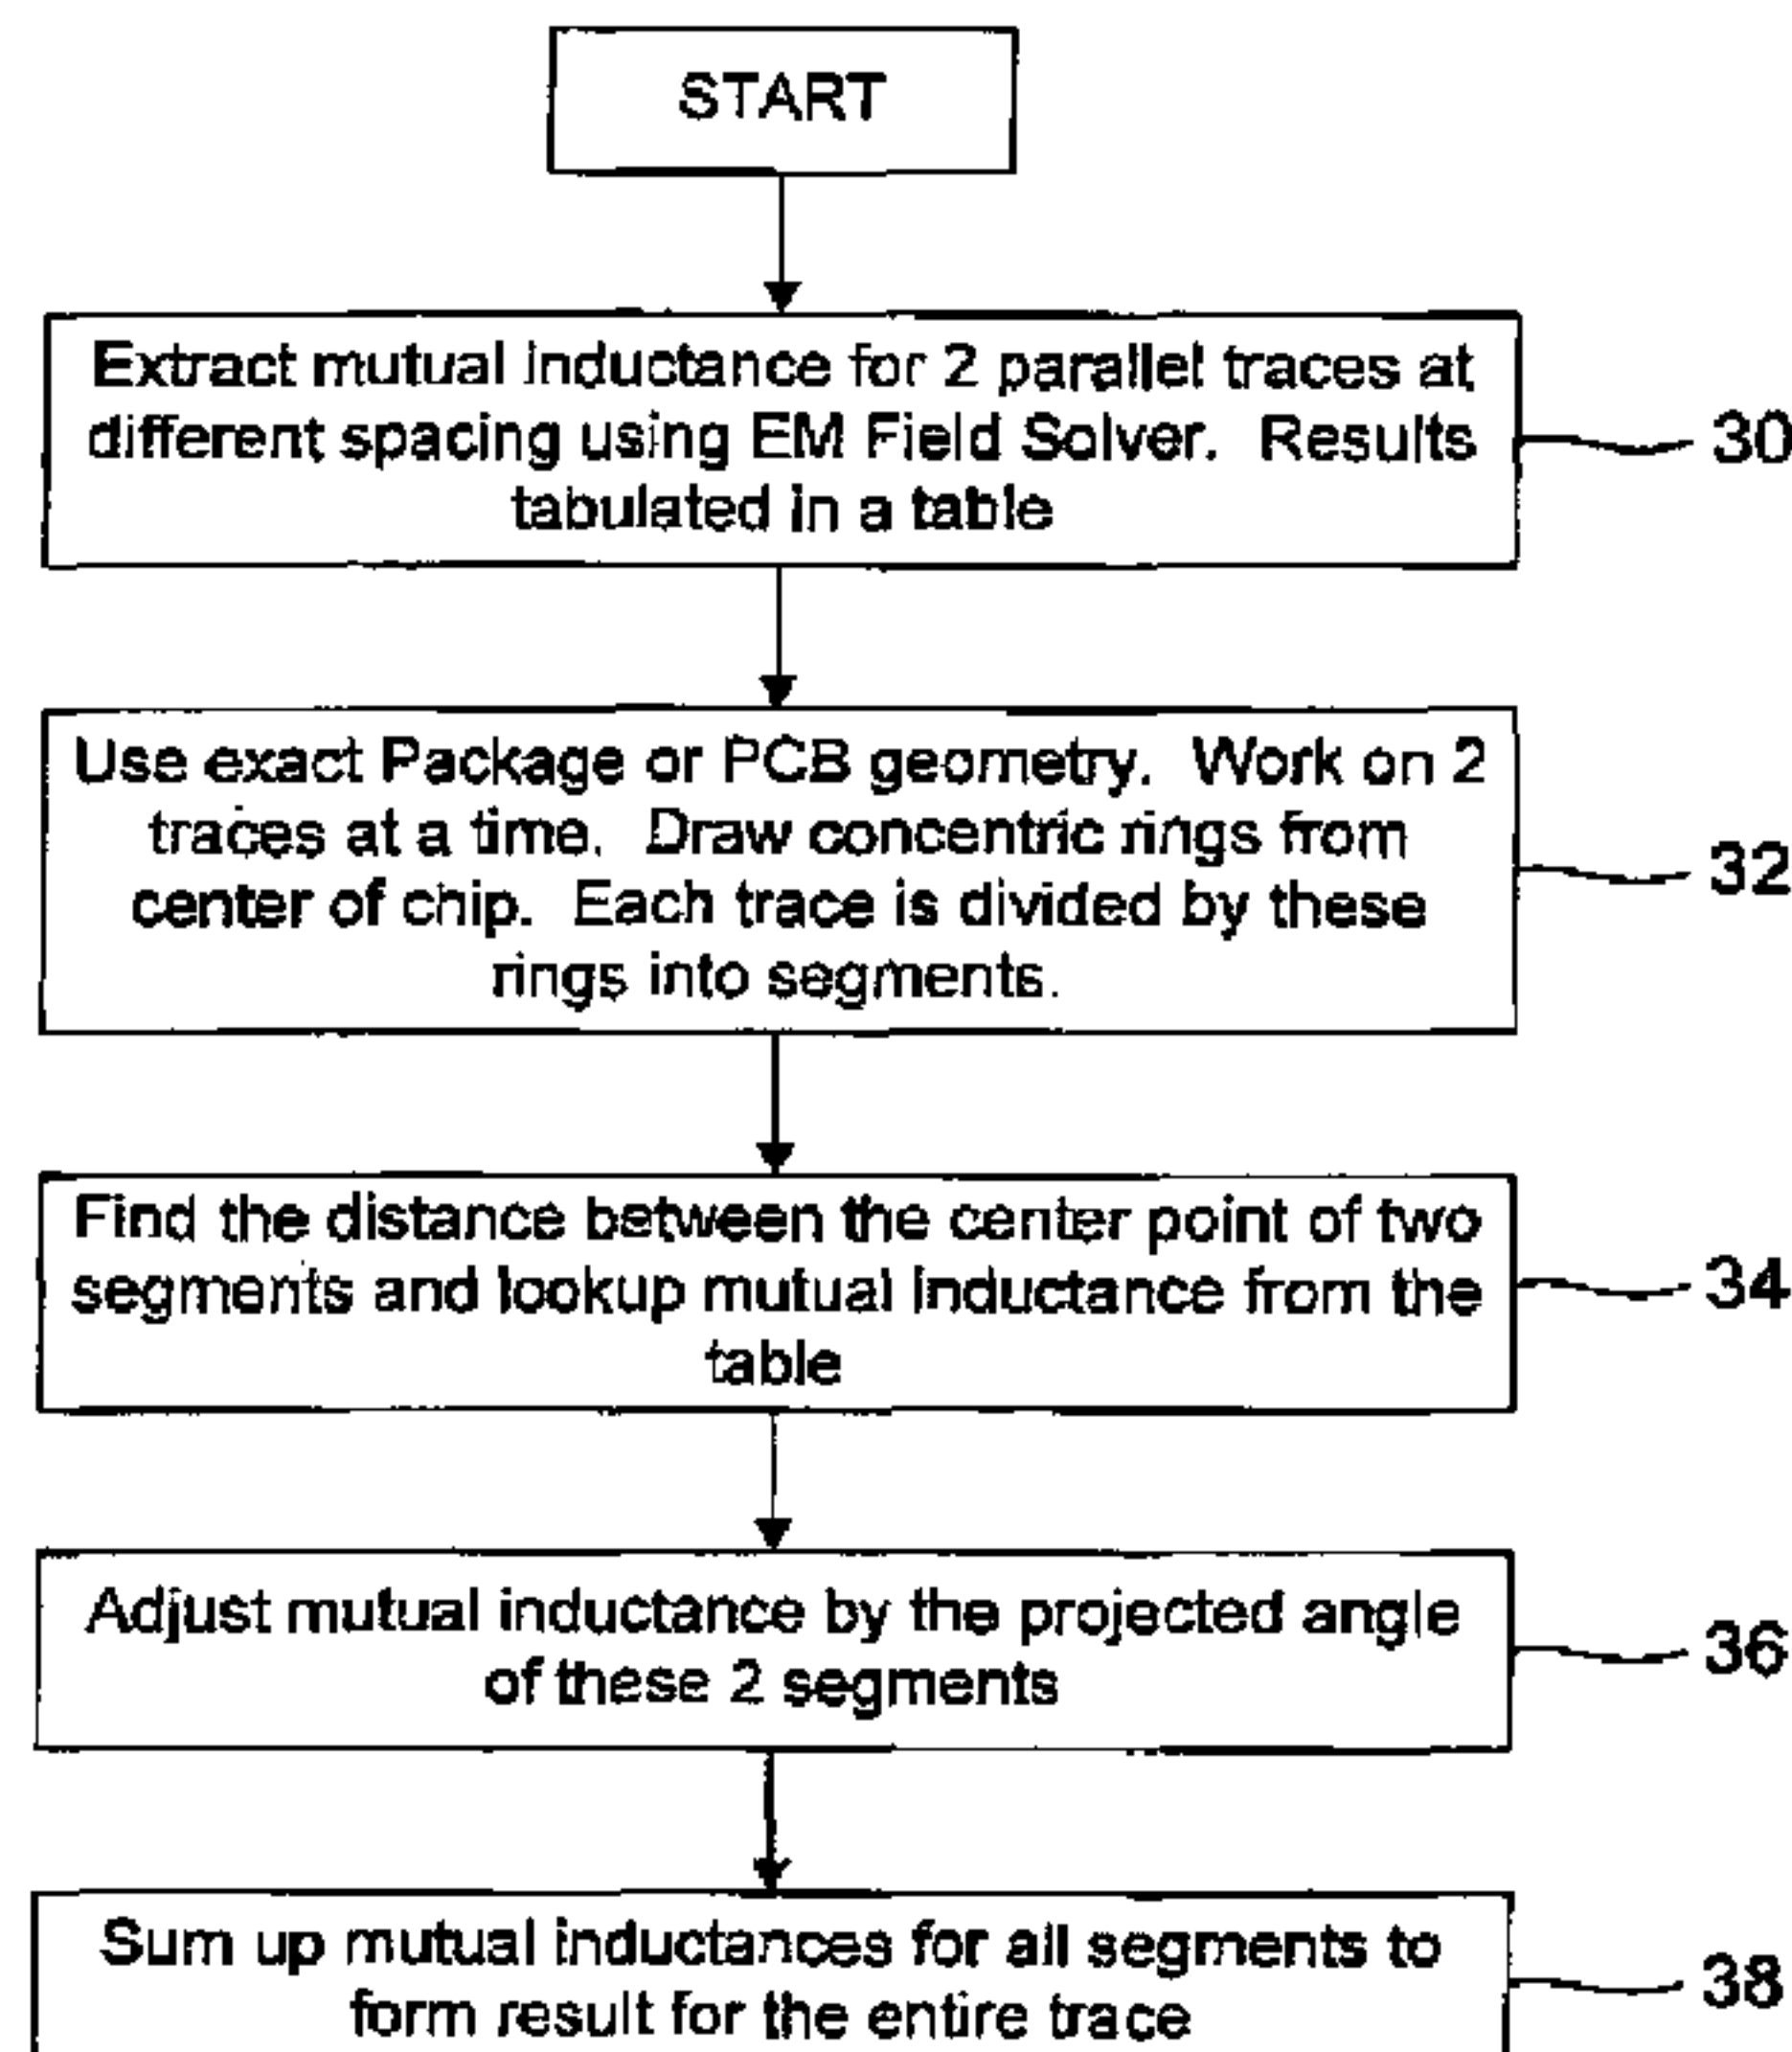 START
Extract mutual inductance for 2 parallel traces at
different spacing using EM Field Solver. Results
tabulated in a table
30
Use exact Package or PCB geometry. Work on 2
traces at a time. Draw concentric rings from
center of chip. Each trace is divided by these
rings into segments.
32
Find the distance between the center point of two
segments and lookup mutual inductance from the
table
34
Adjust mutual inductance by the projected angle
of these 2 segments
36
Sum up mutual inductances for all segments to
form result for the entire trace
38